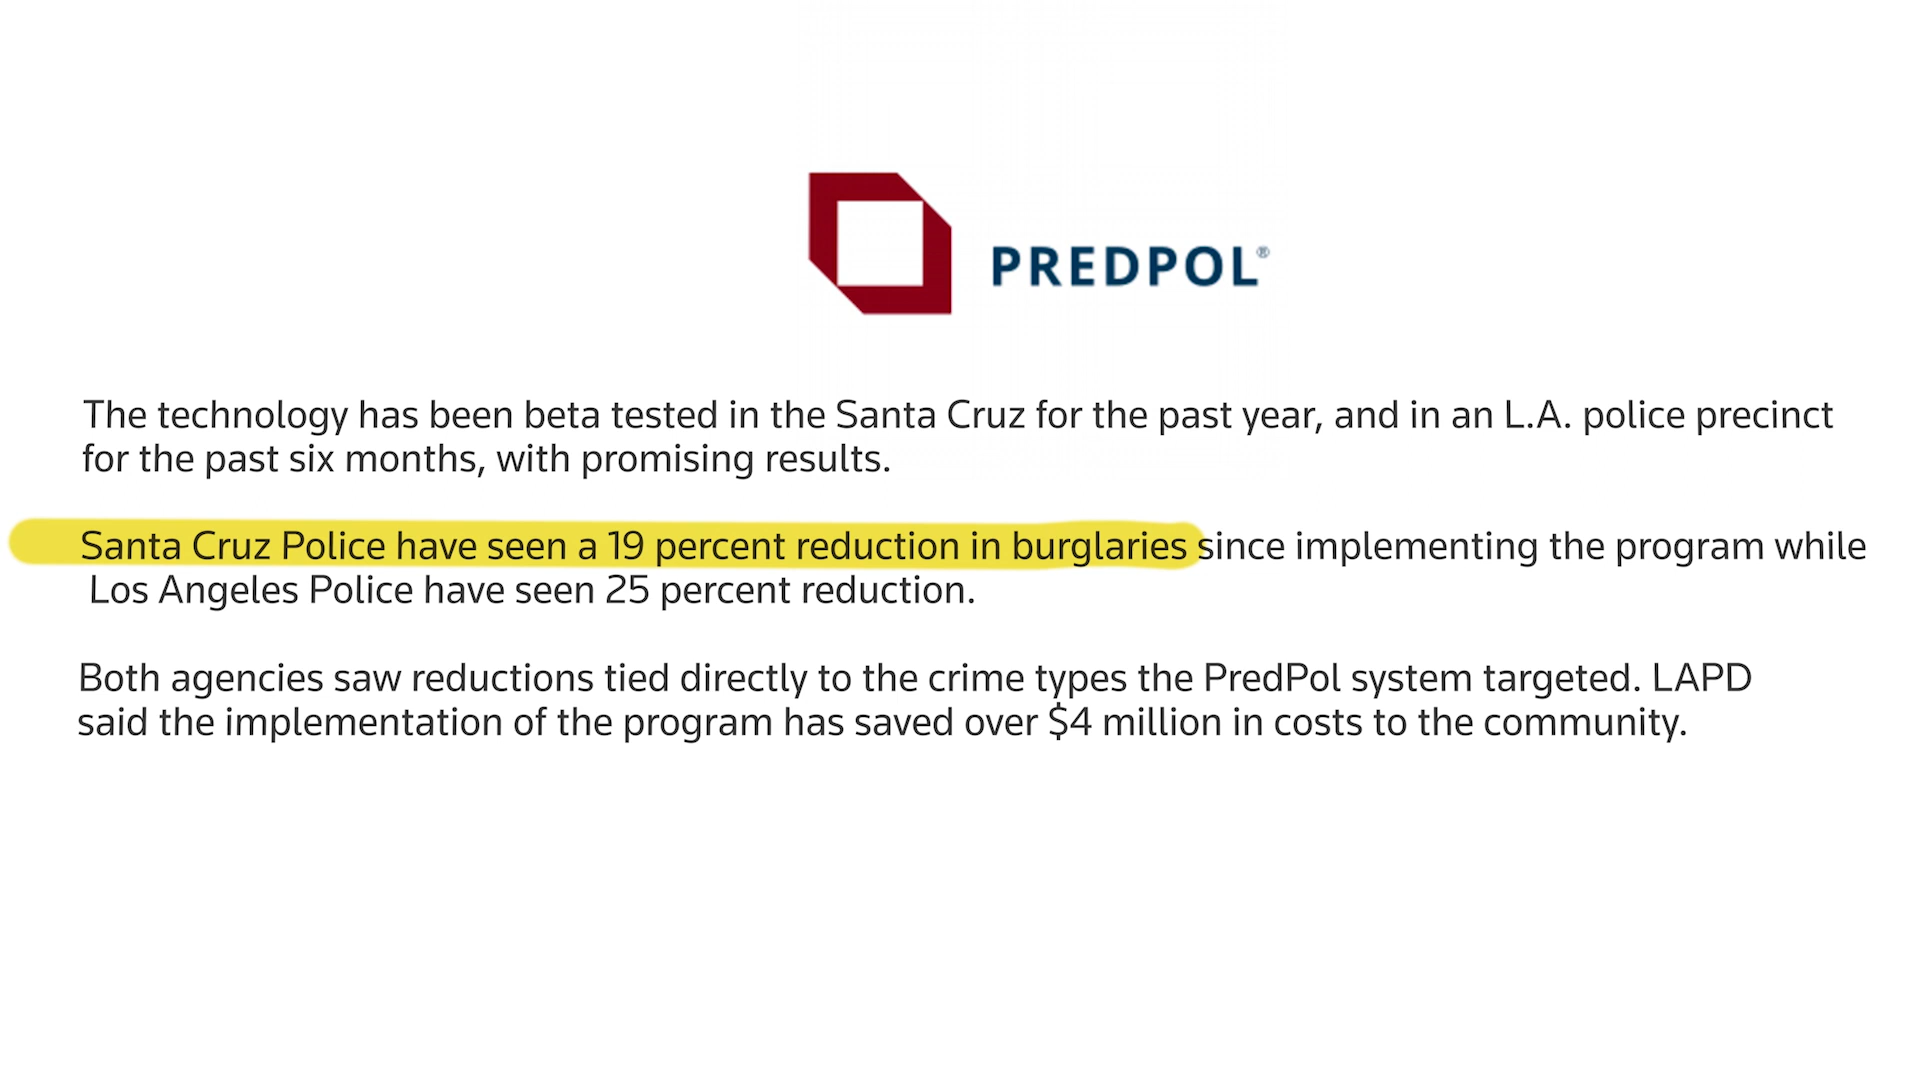 PREDPOL®
The technology has been beta tested in the Santa Cruz for the past year, and in an L.A. police precinct
for the past six months, with promising results.
Santa Cruz Police have seen a 19 percent reduction in burglaries since implementing the program while
Los Angeles Police have seen 25 percent reduction.
Both agencies saw reductions tied directly to the crime types the PredPol system targeted. LAPD
said the implementation of the program has saved over $4 million in costs to the community.